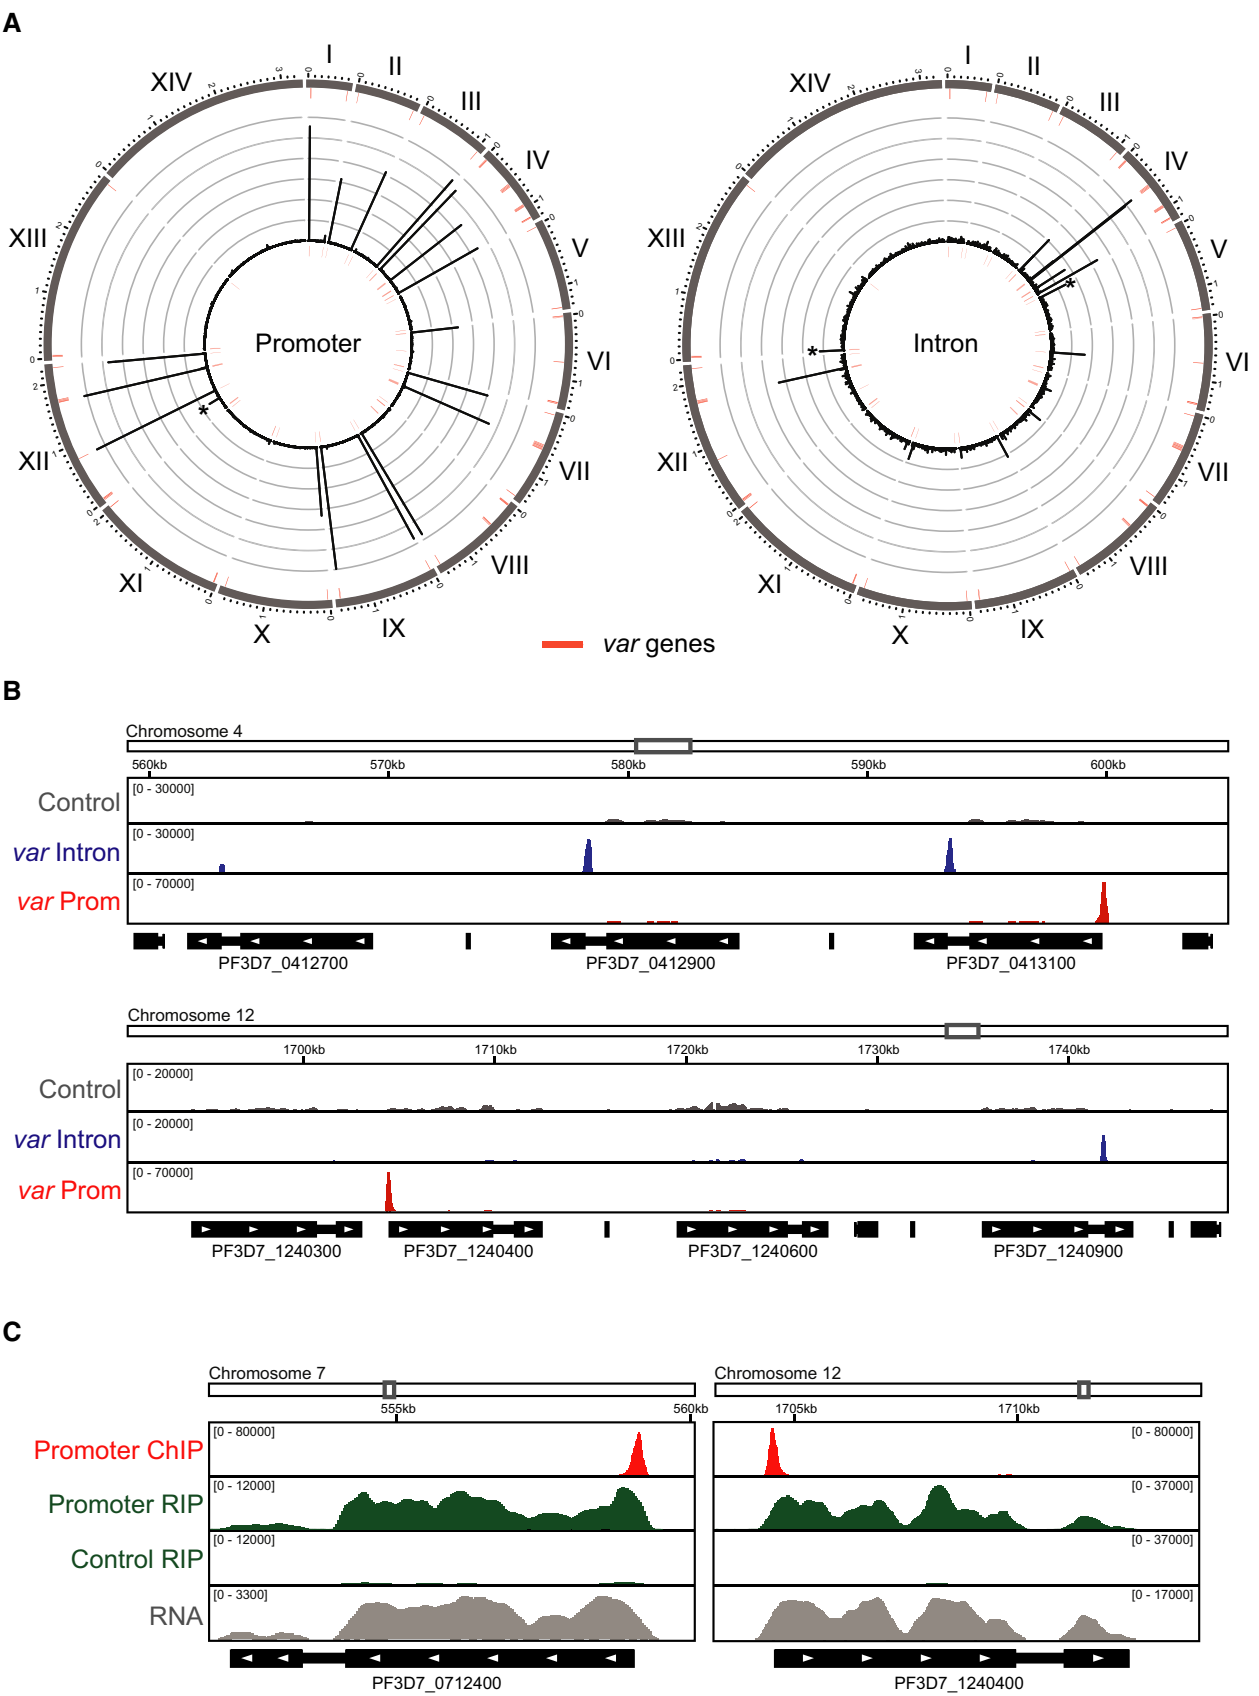 A
I
II
III
IV
V
VI
VII
VIII
IX
X
XI
XII
XIII
XIV
Promoter
*
I
II
III
IV
V
VI
VII
VIII
IX
X
XI
XII
XIII
XIV
Intron
*
*
var genes
B
Chromosome 4
560kb 570kb 580kb 590kb 600kb
Control [0 - 30000]
var Intron [0 - 30000]
var Prom [0 - 70000]
PF3D7_0412700 PF3D7_0412900 PF3D7_0413100
Chromosome 12
1700kb 1710kb 1720kb 1730kb 1740kb
Control [0 - 20000]
var Intron [0 - 20000]
var Prom [0 - 70000]
PF3D7_1240300 PF3D7_1240400 PF3D7_1240600 PF3D7_1240900
C
Chromosome 7 Chromosome 12
555kb 560kb 1705kb 1710kb
Promoter ChIP [0 - 80000] [0 - 80000]
Promoter RIP [0 - 12000] [0 - 37000]
Control RIP [0 - 12000] [0 - 37000]
RNA [0 - 3300] [0 - 17000]
PF3D7_0712400 PF3D7_1240400